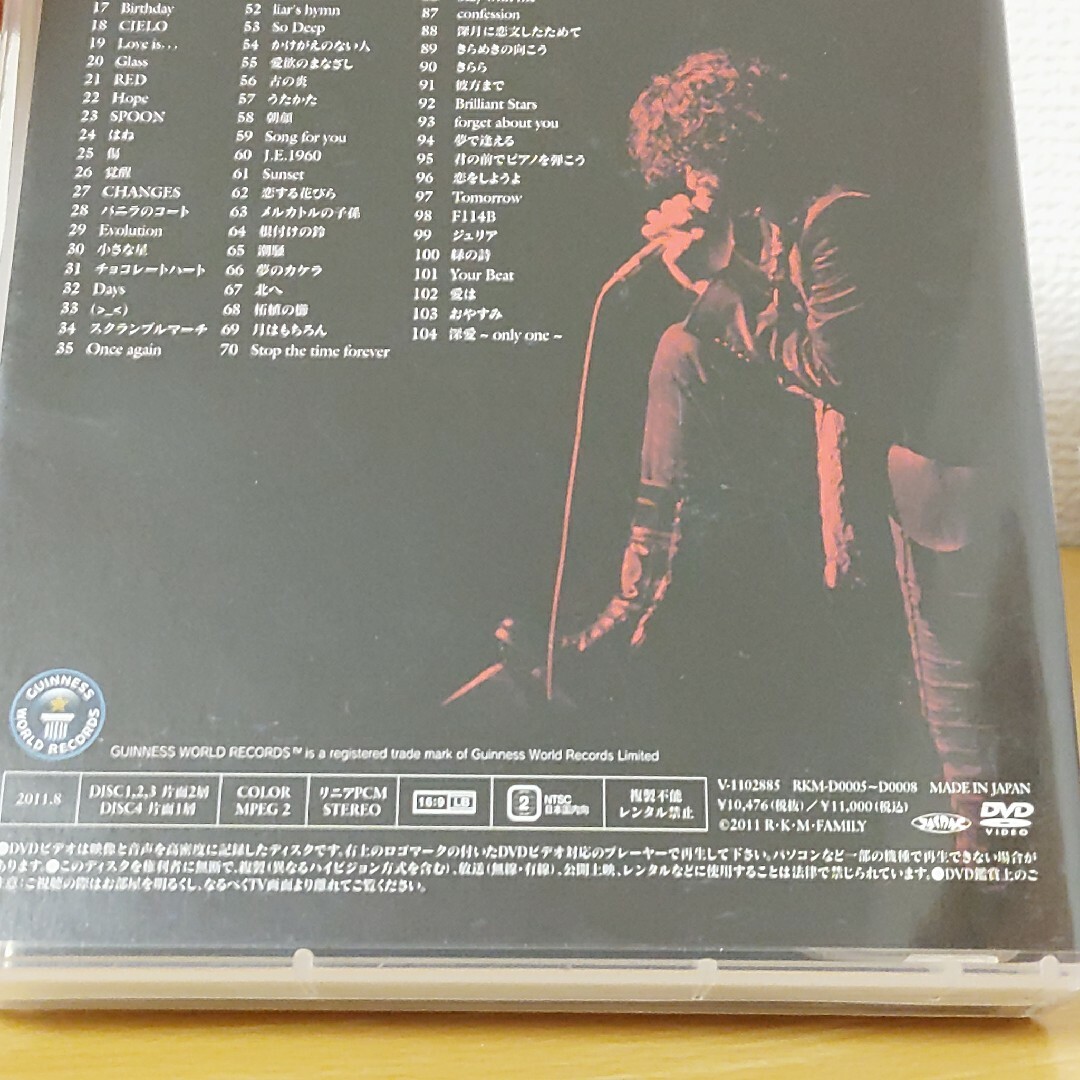 17 Birthday
18 CIELO
19 Love is...
20 Glass
21 RED
22 Hope
23 SPOON
24 はね
25 傷
26 覚醒
27 CHANGES
28 バニラのコート
29 Evolution
30 小さな星
31 チョコレートハート
32 Days
33 (>_<)
34 スクランブルマーチ
35 Once again
52 liar's hymn
53 So Deep
54 かけがえのない人
55 愛欲のまなざし
56 古の炎
57 うたかた
58 朝顔
59 Song for you
60 J.E.1960
61 Sunset
62 恋する花びら
63 メルカトルの子孫
64 根付けの鈴
65 潮騒
66 夢のカケラ
67 北へ
68 柘植の櫛
69 月はもちろん
70 Stop the time forever
87 confession
88 深月に恋文したためて
89 きらめきの向こう
90 きらら
91 彼方まで
92 Brilliant Stars
93 forget about you
94 夢で逢える
95 君の前でピアノを弾こう
96 恋をしようよ
97 Tomorrow
98 F114B
99 ジュリア
100 緑の詩
101 Your Beat
102 愛は
103 おやすみ
104 深愛 ~ only one ~
GUINNESS WORLD RECORDS
GUINNESS WORLD RECORDS™ is a registered trade mark of Guinness World Records Limited
2011.8
DISC1,2,3 片面2層
DISC4 片面1層
COLOR
MPEG 2
リニアPCM
STEREO
16:9 LB
2 NTSC
日本国内向
複製不能
レンタル禁止
V-1102885 RKM-D0005~D0008 MADE IN JAPAN
¥10,476(税抜)/¥11,000(税込)
©2011 R・K・M・FAMILY
DVD
VIDEO
●DVDビデオは映像と音声を高密度に記録したディスクです。右上のロゴマークの付いたDVDビデオ対応のプレーヤーで再生して下さい。パソコンなど一部の機種で再生できない場合が
あります。●このディスクを権利者に無断で、複製(異なるハイビジョン方式を含む)、放送(無線・有線)、公開上映、レンタルなどに使用することは法律で禁じられています。●DVD鑑賞上のご
注意:ご視聴の際はお部屋を明るくし、なるべくTV画面より離れてご覧ください。